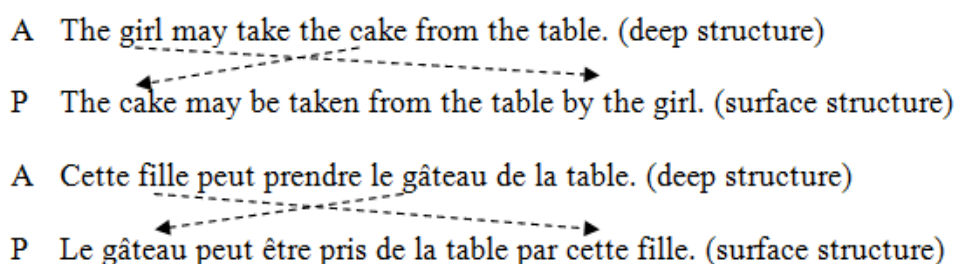 A The girl may take the cake from the table. (deep structure)
P The cake may be taken from the table by the girl. (surface structure)
A Cette fille peut prendre le gâteau de la table. (deep structure)
P Le gâteau peut être pris de la table par cette fille. (surface structure)